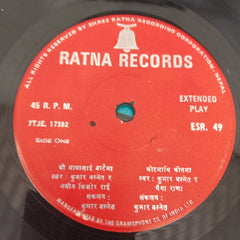 ALL RIGHTS RESERVED BY SHREE RATNA RECORDING CORPORATION, NEPAL
RATNA RECORDS
45 R. P. M.
EXTENDED PLAY
7TJE. 17392
ESR. 49
SIDE ONE
स्वर : कुमार बस्नेत र
नवीन किशोर राई
संकलन :
कुमार बस्नेत
स्वर : कुमार बस्नेत र
मैया राणा
संकलन :
कुमार बस्नेत
MANUFACTURED BY THE GRAMOPHONE CO. OF INDIA LTD